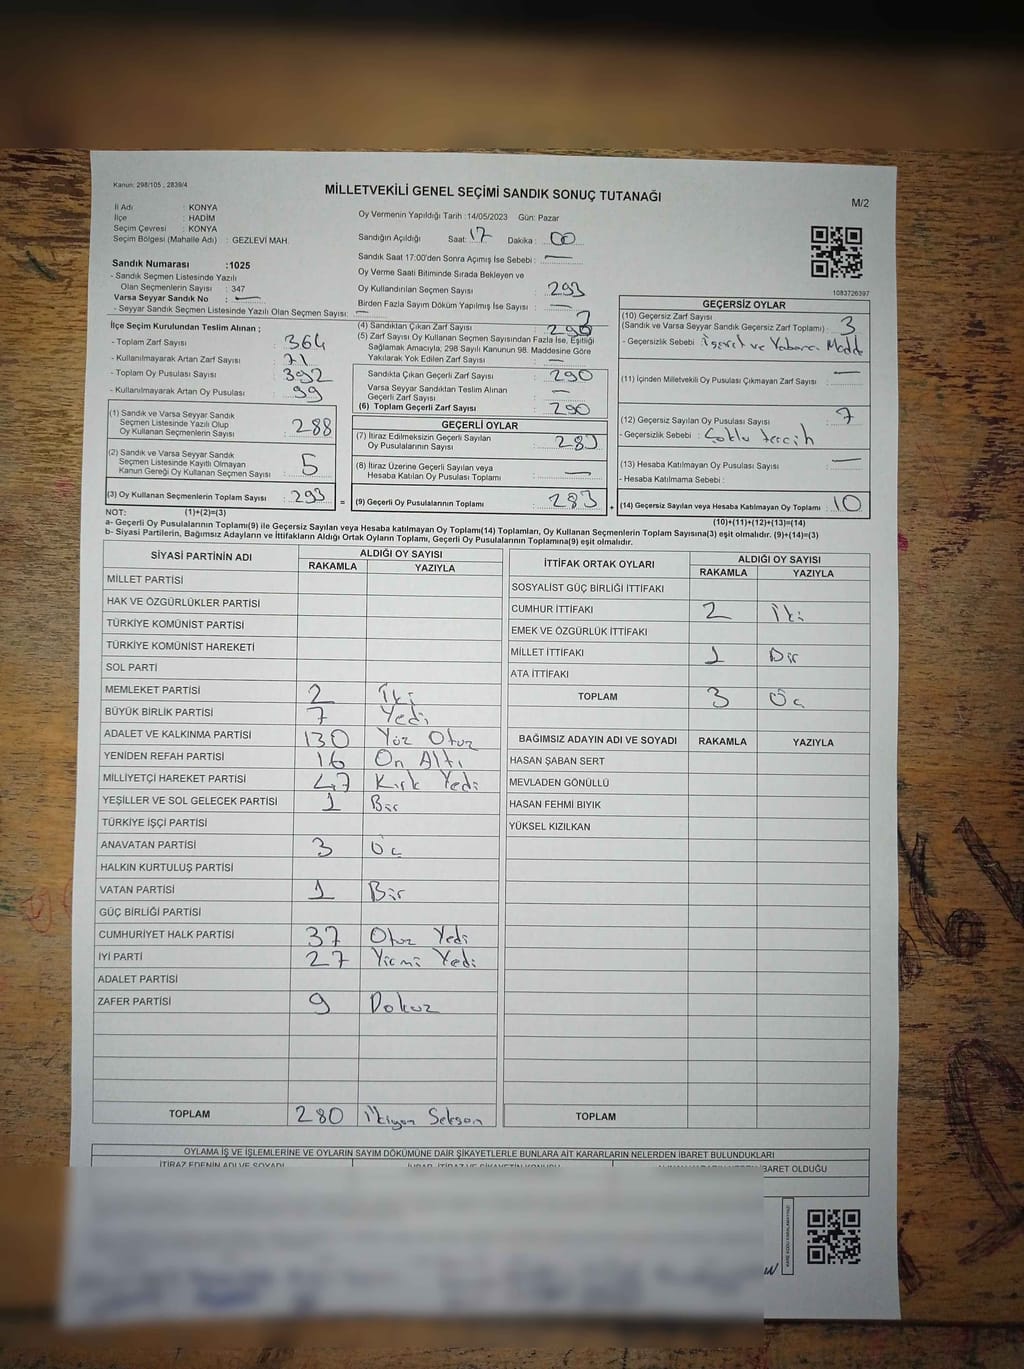 Kanun: 298/105 , 2839/4
MİLLETVEKİLİ GENEL SEÇİMİ SANDIK SONUÇ TUTANAĞI
M/2
İl Adı : KONYA
İlçe : HADİM
Seçim Çevresi : KONYA
Seçim Bölgesi (Mahalle Adı) : GEZLEVİ MAH.
Oy Vermenin Yapıldığı Tarih :14/05/2023 Gün: Pazar
Sandığın Açıldığı Saat: 17 Dakika : 00
Sandık Saat 17:00'den Sonra Açımış İse Sebebi : —
Oy Verme Saati Bitiminde Sırada Bekleyen ve
Oy Kullandırılan Seçmen Sayısı : 293
Birden Fazla Sayım Döküm Yapılmış İse Sayısı : —
1083726397
Sandık Numarası :1025
- Sandık Seçmen Listesinde Yazılı
Olan Seçmenlerin Sayısı : 347
Varsa Seyyar Sandık No : —
- Seyyar Sandık Seçmen Listesinde Yazılı Olan Seçmen Sayısı: —
İlçe Seçim Kurulundan Teslim Alınan ;
- Toplam Zarf Sayısı : 364
- Kullanılmayarak Artan Zarf Sayısı : 71
- Toplam Oy Pusulası Sayısı : 392
- Kullanılmayarak Artan Oy Pusulası : 99
(1) Sandık ve Varsa Seyyar Sandık
Seçmen Listesinde Yazılı Olup
Oy Kullanan Seçmenlerin Sayısı : 288
(2) Sandık ve Varsa Seyyar Sandık
Seçmen Listesinde Kayıtlı Olmayan
Kanun Gereği Oy Kullanan Seçmen Sayısı : 5
(3) Oy Kullanan Seçmenlerin Toplam Sayısı : 293
(4) Sandıktan Çıkan Zarf Sayısı :
(5) Zarf Sayısı Oy Kullanan Seçmen Sayısından Fazla İse, Eşitliği
Sağlamak Amacıyla, 298 Sayılı Kanunun 98. Maddesine Göre
Yakılarak Yok Edilen Zarf Sayısı : —
Sandıkta Çıkan Geçerli Zarf Sayısı : 290
Varsa Seyyar Sandıktan Teslim Alınan
Geçerli Zarf Sayısı : —
(6) Toplam Geçerli Zarf Sayısı : 290
GEÇERLİ OYLAR
(7) İtiraz Edilmeksizin Geçerli Sayılan
Oy Pusulalarının Sayısı : 283
(8) İtiraz Üzerine Geçerli Sayılan veya
Hesaba Katılan Oy Pusulası Toplamı : —
= (9) Geçerli Oy Pusulalarının Toplamı : 283
GEÇERSİZ OYLAR
(10) Geçersiz Zarf Sayısı
(Sandık ve Varsa Seyyar Sandık Geçersiz Zarf Toplamı) : 3
- Geçersizlik Sebebi : işaret ve Yabancı Madde
(11) İçinden Milletvekili Oy Pusulası Çıkmayan Zarf Sayısı : —
(12) Geçersiz Sayılan Oy Pusulası Sayısı : 7
- Geçersizlik Sebebi : Çoklu tercih
(13) Hesaba Katılmayan Oy Pusulası Sayısı : —
- Hesaba Katılmama Sebebi :
+ (14) Geçersiz Sayılan veya Hesaba Katılmayan Oy Toplamı : 10
NOT: (1)+(2)=(3)
(10)+(11)+(12)+(13)=(14)
a- Geçerli Oy Pusulalarının Toplamı(9) ile Geçersiz Sayılan veya Hesap katılmayan Oy Toplamı(14) Toplamları, Oy Kullanan Seçmenlerin Toplam Sayısına(3) eşit olmalıdır. (9)+(14)=(3)
b- Siyasi Partilerin, Bağımsız Adayların ve İttifakların Aldığı Ortak Oyların Toplamı, Geçerli Oy Pusulalarının Toplamına(9) eşit olmalıdır.
SİYASİ PARTİNİN ADI ALDIĞI OY SAYISI
RAKAMLA YAZIYLA
MİLLET PARTİSİ
HAK VE ÖZGÜRLÜKLER PARTİSİ
TÜRKİYE KOMÜNİST PARTİSİ
TÜRKİYE KOMÜNİST HAREKETİ
SOL PARTİ
MEMLEKET PARTİSİ 2 İki
BÜYÜK BİRLİK PARTİSİ 7 Yedi
ADALET VE KALKINMA PARTİSİ 130 Yüz Otuz
YENİDEN REFAH PARTİSİ 16 On Altı
MİLLİYETÇİ HAREKET PARTİSİ 47 Kırk Yedi
YEŞİLLER VE SOL GELECEK PARTİSİ 1 Bir
TÜRKİYE İŞÇİ PARTİSİ
ANAVATAN PARTİSİ 3 Üç
HALKIN KURTULUŞ PARTİSİ
VATAN PARTİSİ 1 Bir
GÜÇ BİRLİĞİ PARTİSİ
CUMHURİYET HALK PARTİSİ 37 Otuz Yedi
İYİ PARTİ 27 Yirmi Yedi
ADALET PARTİSİ
ZAFER PARTİSİ 9 Dokuz
TOPLAM 280 İkiyüz Seksen
İTTİFAK ORTAK OYLARI ALDIĞI OY SAYISI
RAKAMLA YAZIYLA
SOSYALİST GÜÇ BİRLİĞİ İTTİFAKI
CUMHUR İTTİFAKI 2 İki
EMEK VE ÖZGÜRLÜK İTTİFAKI
MİLLET İTTİFAKI 1 Bir
ATA İTTİFAKI
TOPLAM 3 Üç
BAĞIMSIZ ADAYIN ADI VE SOYADI RAKAMLA YAZIYLA
HASAN ŞABAN SERT
MEVLADEN GÖNÜLLÜ
HASAN FEHMİ BIYIK
YÜKSEL KIZILKAN
TOPLAM
OYLAMA İŞ VE İŞLEMLERİNE VE OYLARIN SAYIM DÖKÜMÜNE DAİR ŞİKAYETLERLE BUNLARA AİT KARARLARIN NELERDEN İBARET BULUNDUKLARI
İTİRAZ EDENİN ADI VE SOYADI
İBARET OLDUĞU